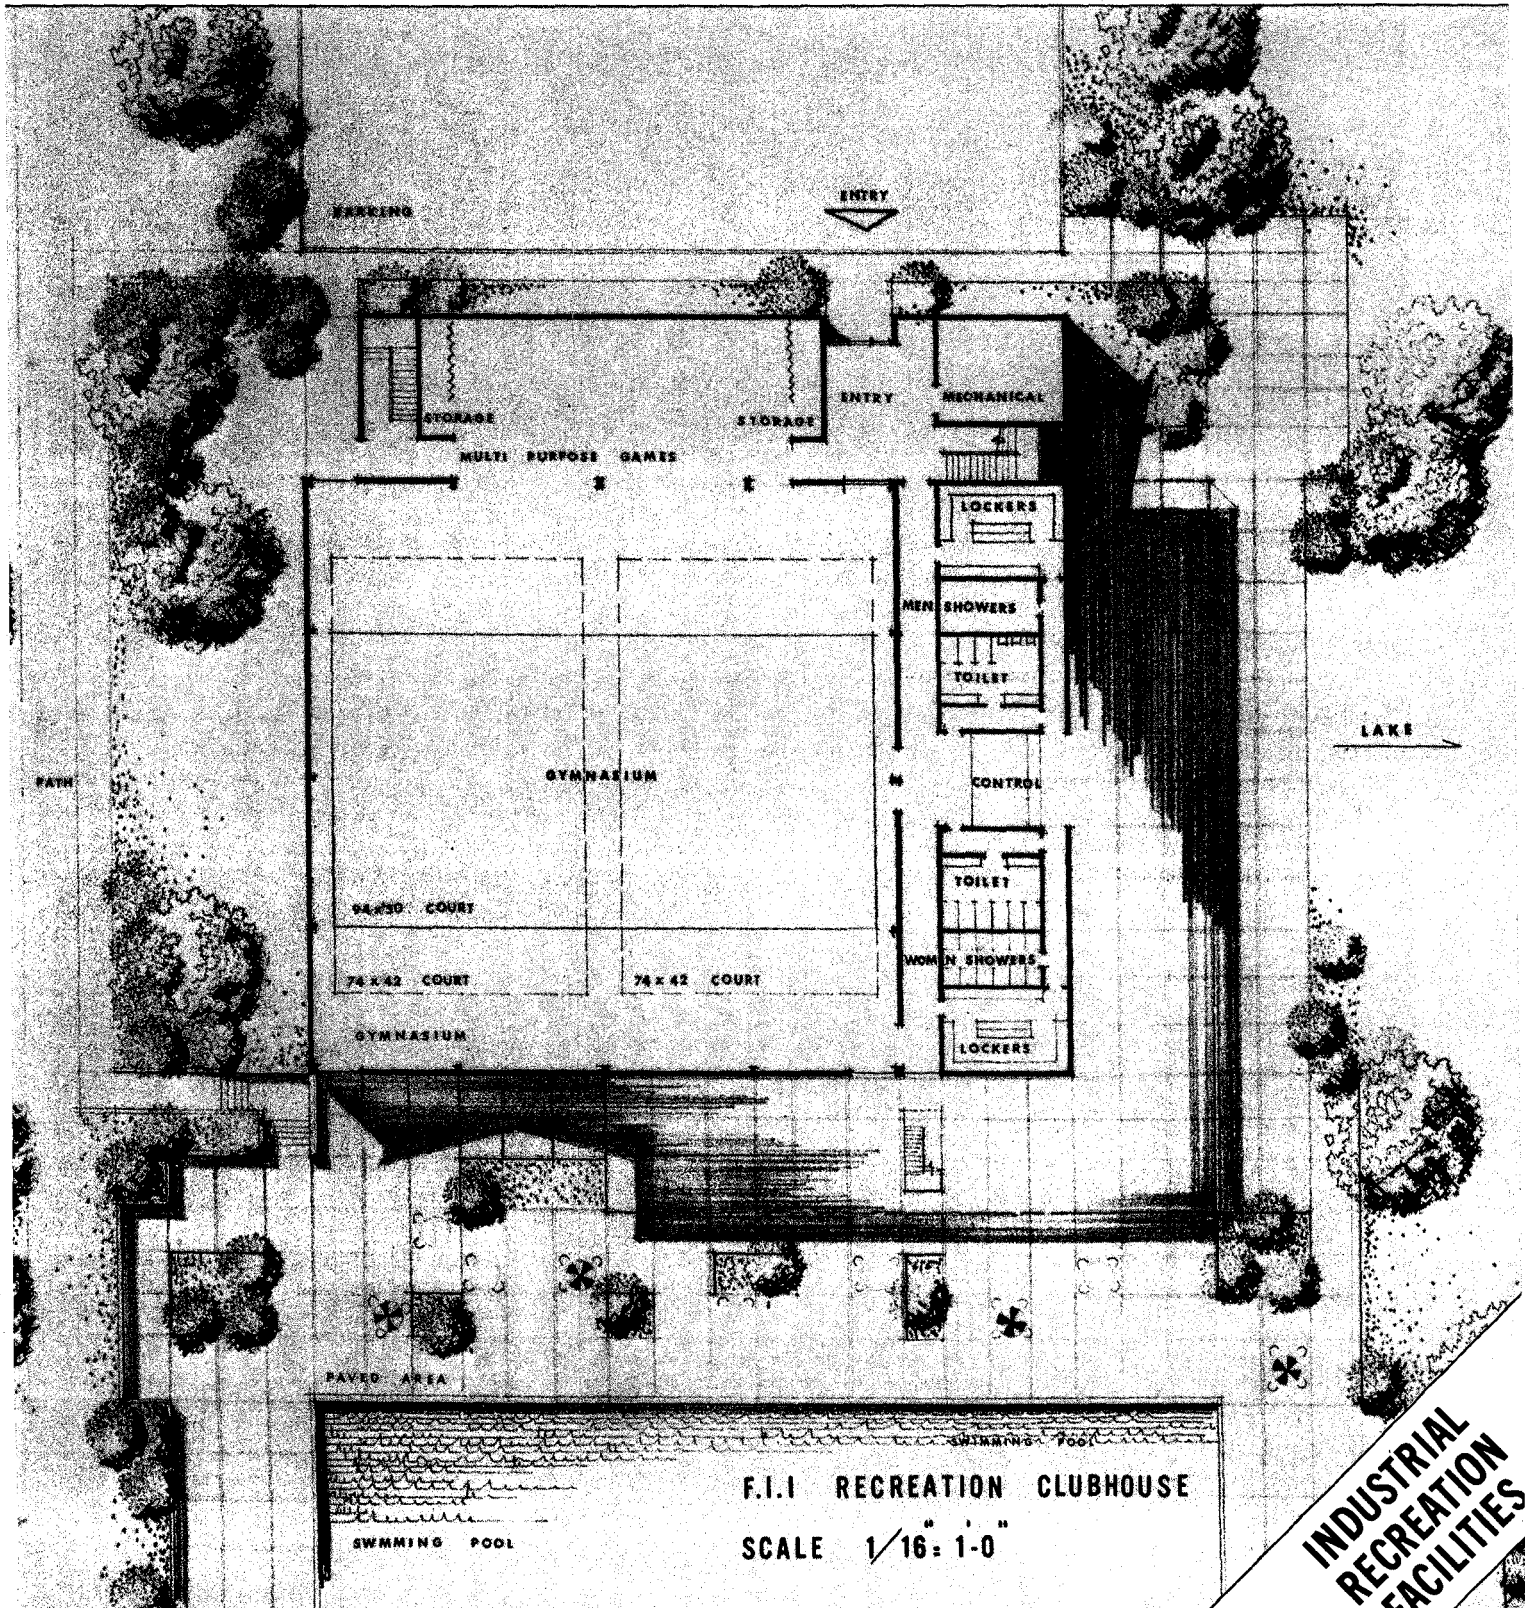 PARKING
ENTRY
ENTRY
MECHANICAL
STORAGE
STORAGE
MULTI PURPOSE GAMES
LOCKERS
MEN SHOWERS
TOILET
LAKE
PATH
GYMNASIUM
CONTROL
TOILET
94x50 COURT
WOMEN SHOWERS
74 x 42 COURT
74 x 42 COURT
GYMNASIUM
LOCKERS
PAVED AREA
SWIMMING POOL
F.I.I RECREATION CLUBHOUSE
SWMMING POOL
SCALE 1/16" = 1'-0"
INDUSTRIAL
RECREATION
FACILITIES